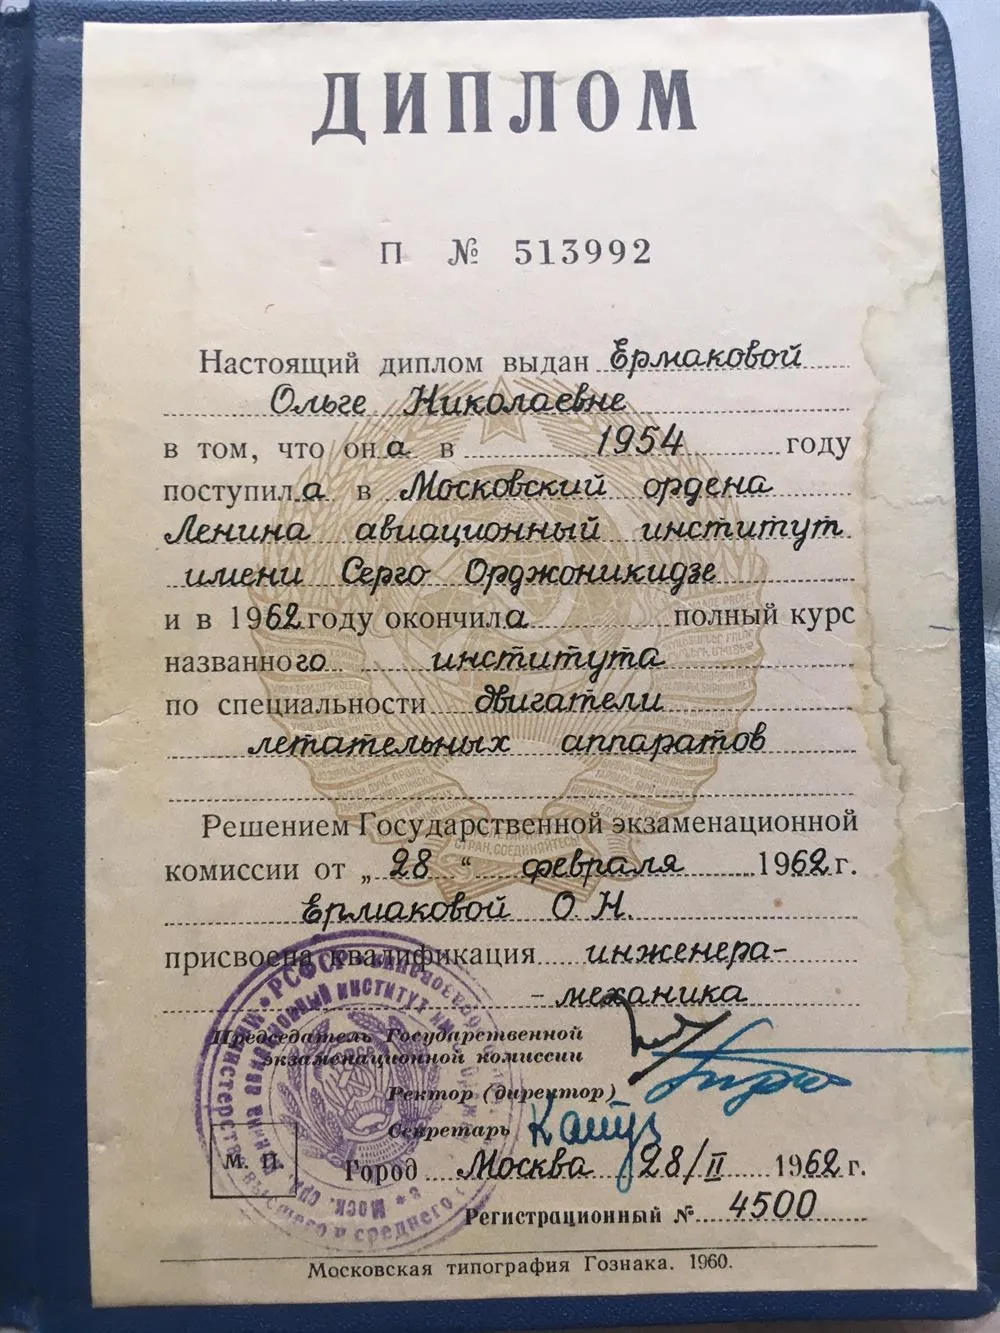 ДИПЛОМ
П № 513992
Настоящий диплом выдан Ермаковой
Ольге Николаевне
в том, что она в 1954 году
поступила в Московский ордена
Ленина авиационный институт
имени Серго Орджоникидзе
и в 1962 году окончила полный курс
названного института
по специальности двигатели
летательных аппаратов
Решением Государственной экзаменационной
комиссии от „28“ февраля 1962 г.
Ермаковой О. Н.
присвоена квалификация инженера-
-механика
Председатель Государственной
экзаменационной комиссии
Ректор (директор)
Секретарь
М. П.
Город Москва 28/II 1962 г.
Регистрационный № 4500
Московская типография Гознака. 1960.